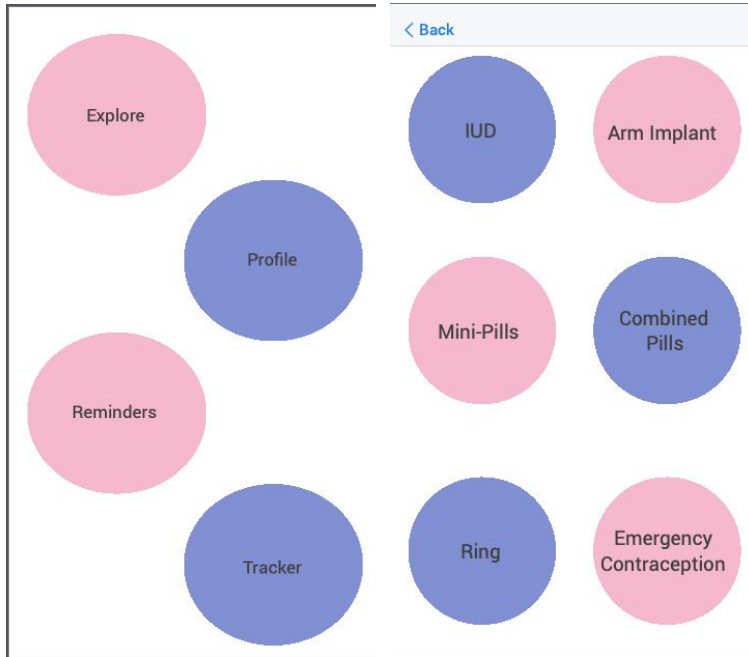 Explore
Profile
Reminders
Tracker
Back
IUD
Arm Implant
Mini-Pills
Combined
Pills
Ring
Emergency
Contraception